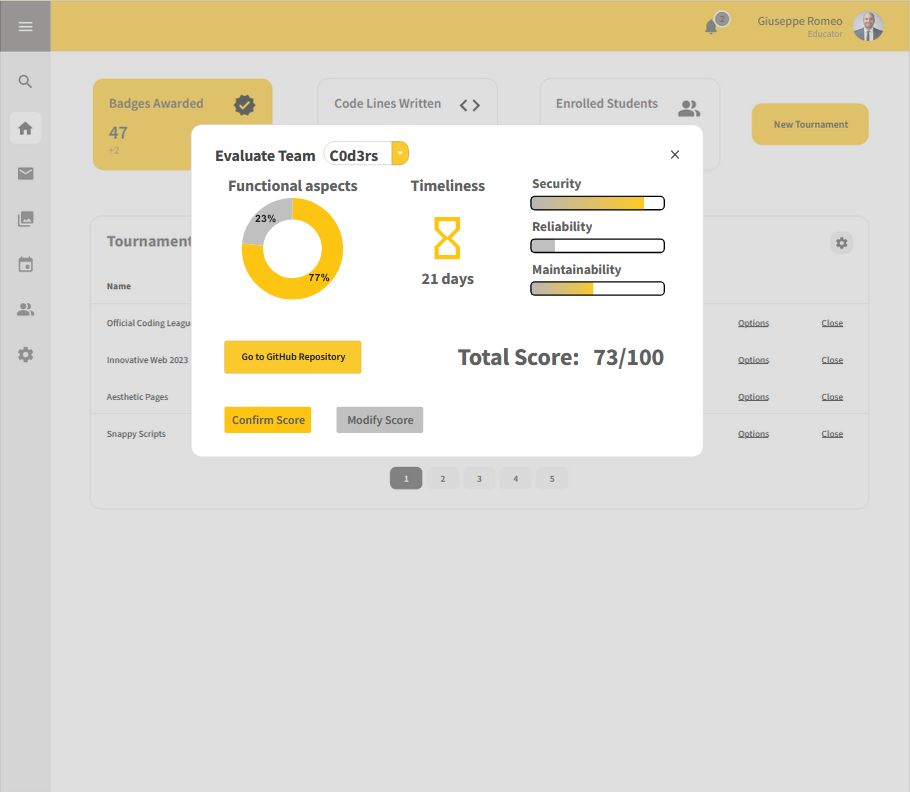 2
Giuseppe Romeo
Educator
Badges Awarded
47
+2
Code Lines Written
Enrolled Students
New Tournament
Evaluate Team C0d3rs
Functional aspects
23%
77%
Timeliness
21 days
Security
Reliability
Maintainability
Go to GitHub Repository
Total Score: 73/100
Confirm Score
Modify Score
Tournament
Name
Official Coding Leagu
Options Close
Innovative Web 2023
Options Close
Aesthetic Pages
Options Close
Snappy Scripts
Options Close
1 2 3 4 5